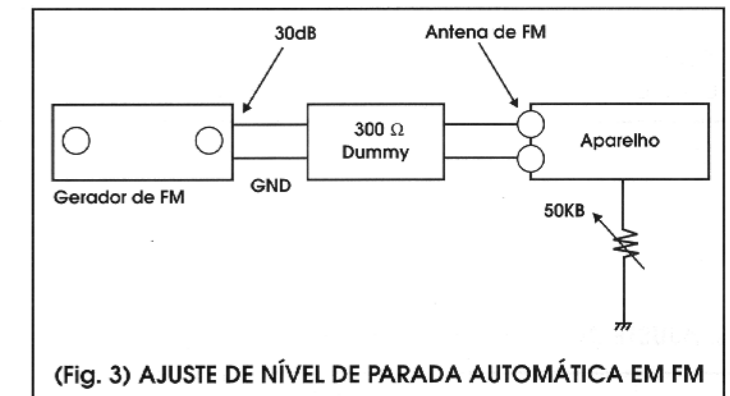 30dB
Antena de FM
300 Ω
Dummy
Aparelho
Gerador de FM
GND
50KB
(Fig. 3) AJUSTE DE NÍVEL DE PARADA AUTOMÁTICA EM FM